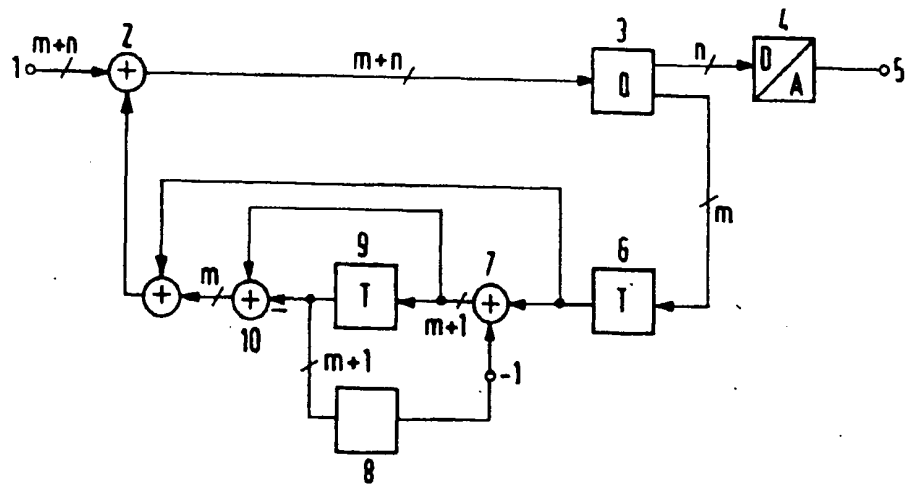 2 3 4
1 m+n + m+n Q n D A 5
m
9 7 6
+ m + T + T
10 − m+1
m+1 -1
8